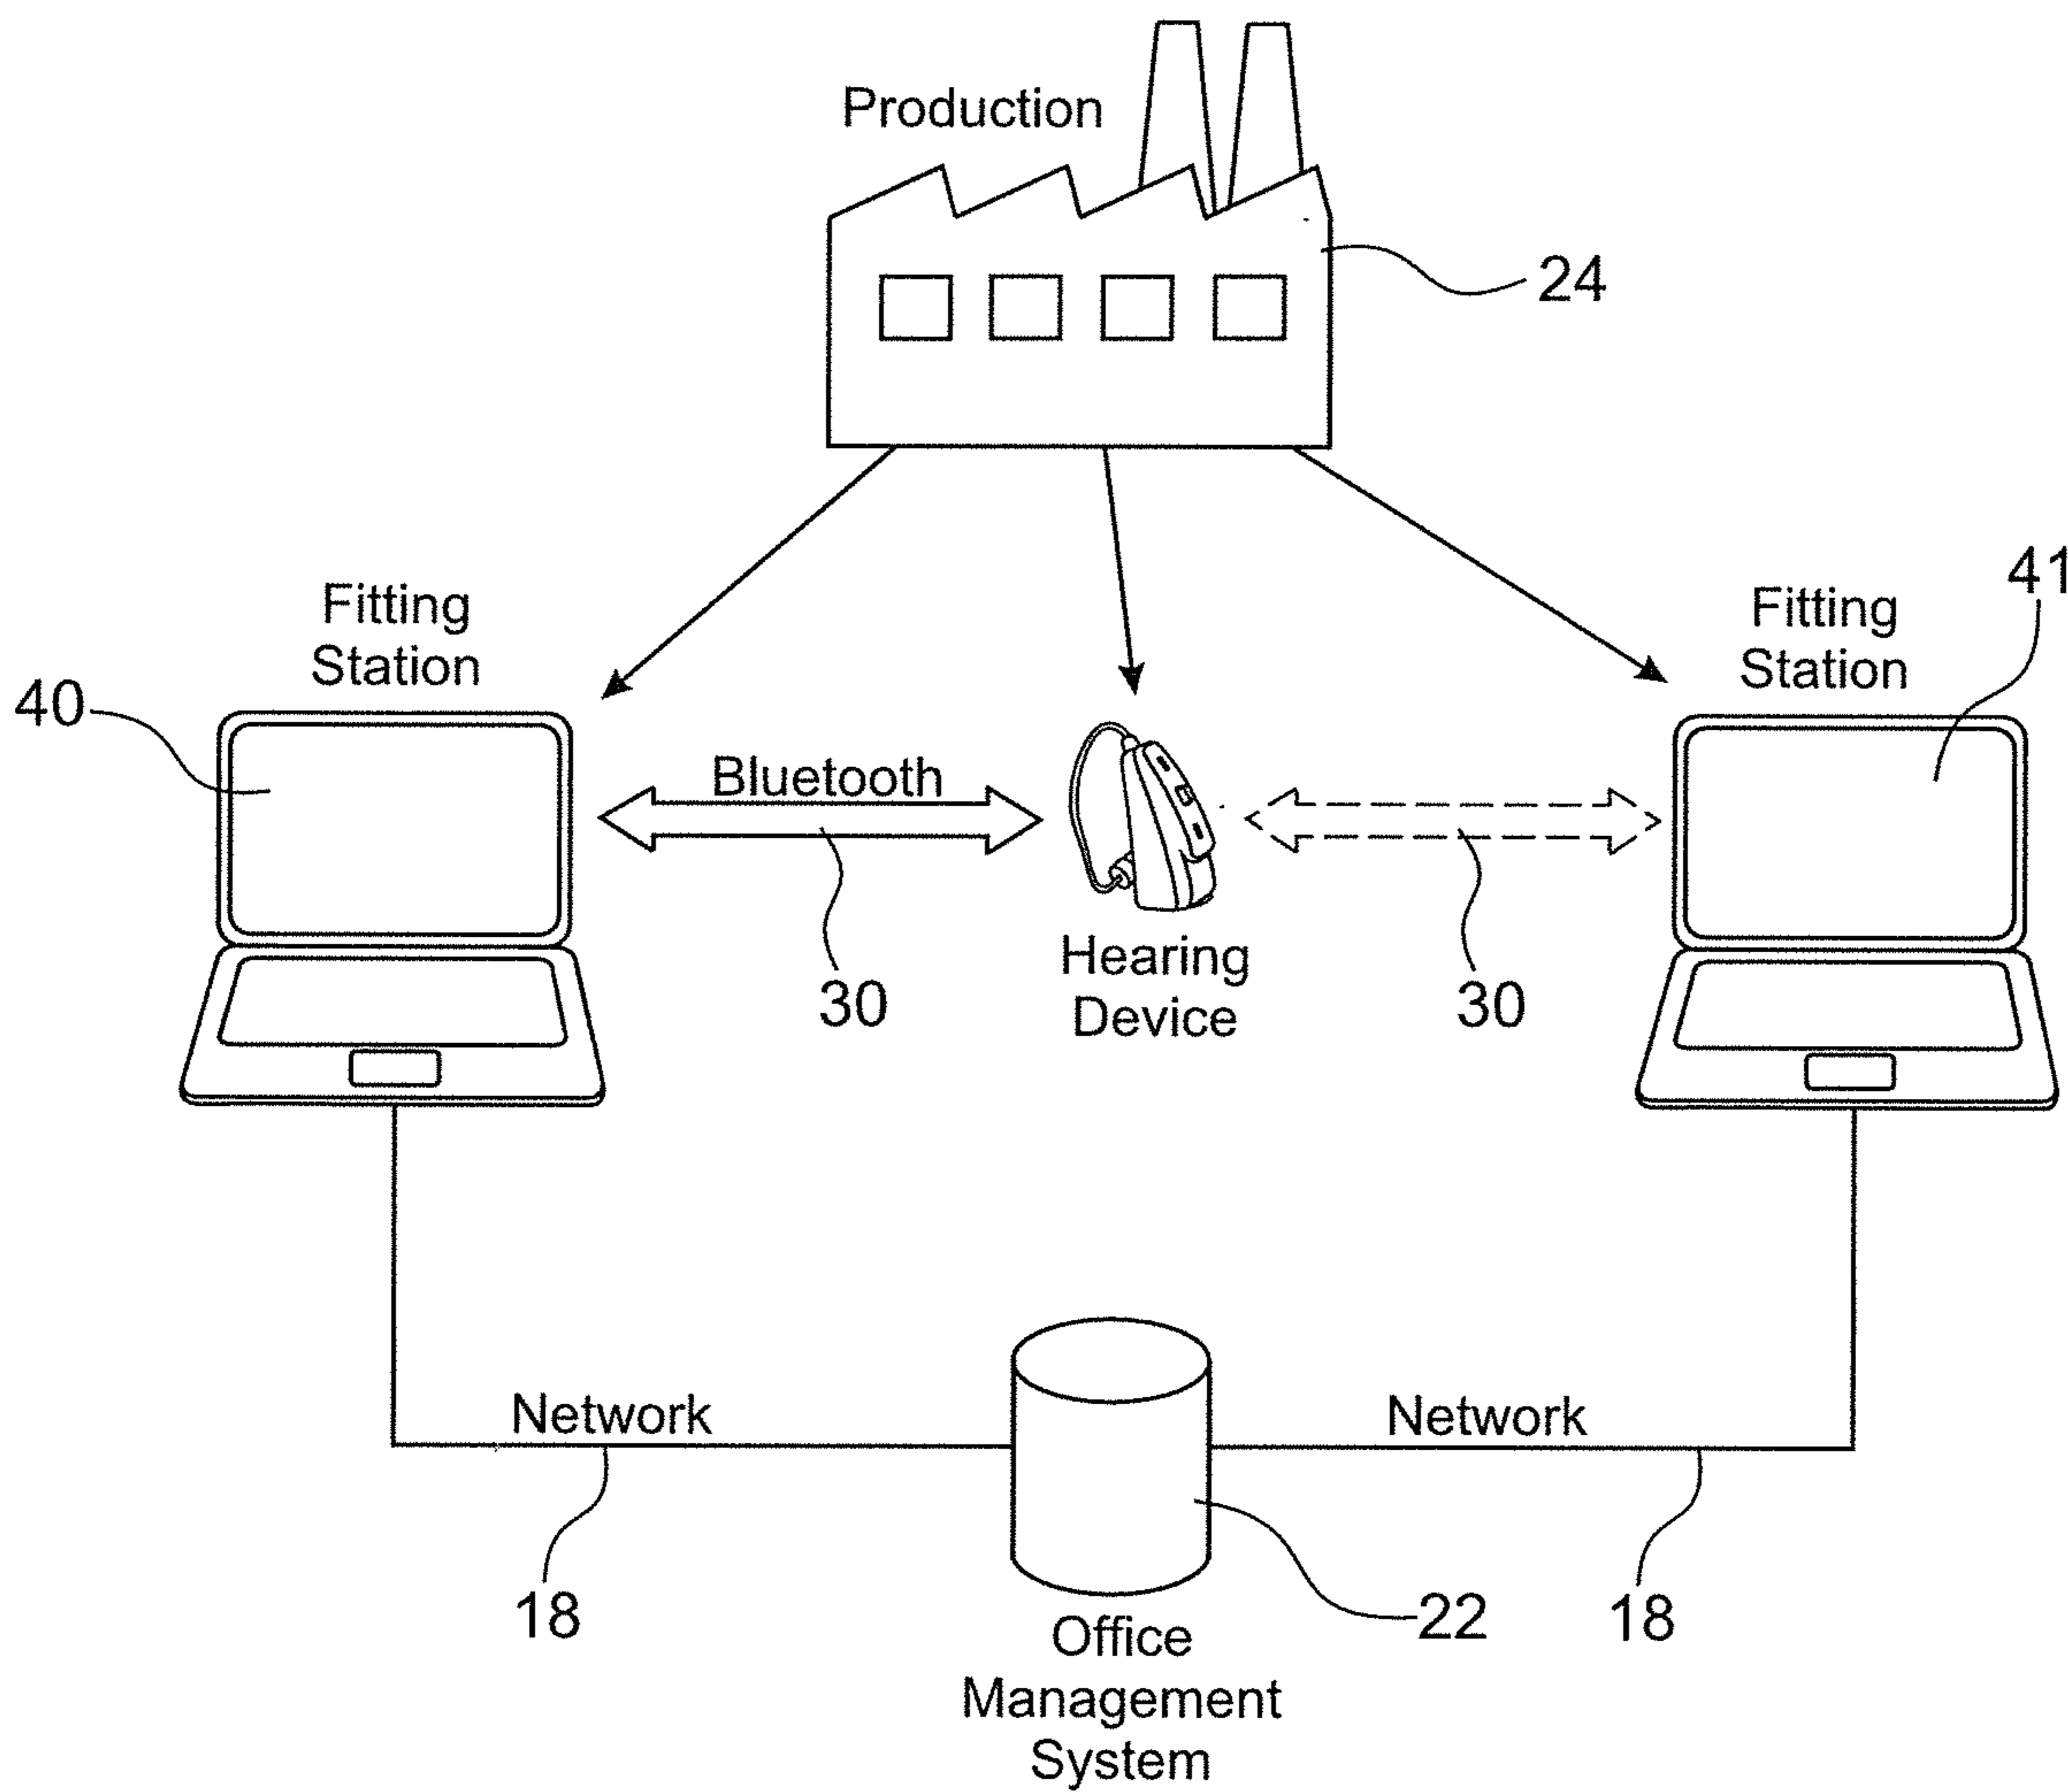 Production
24
Fitting
Station
40
Fitting
Station
41
Bluetooth
30
Hearing
Device
30
Network
18
Network
18
22
Office
Management
System